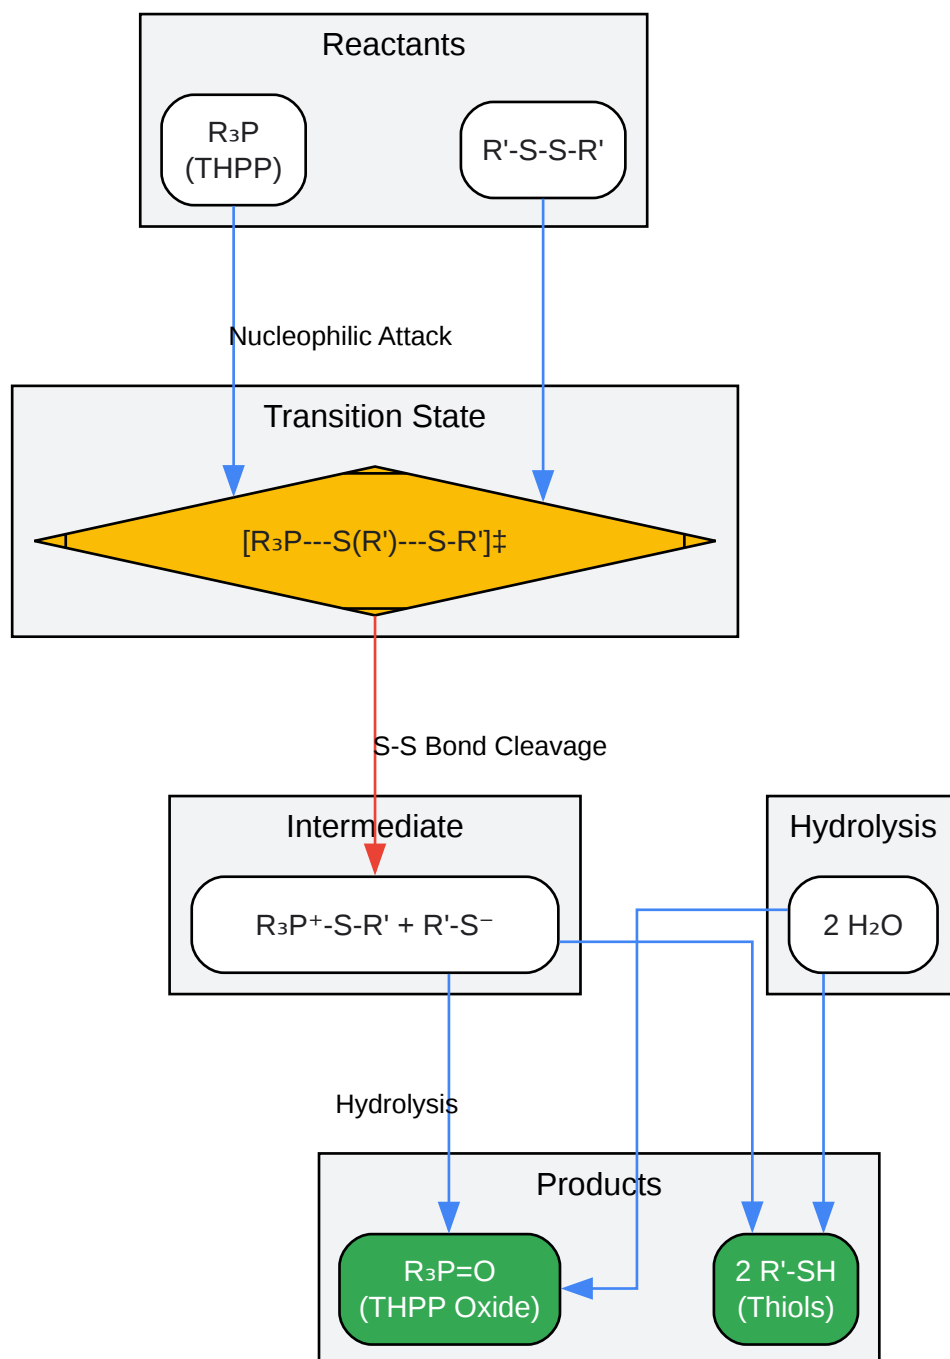 Reactants
R₃P
(THPP)
R'-S-S-R'
Nucleophilic Attack
Transition State
[R₃P---S(R')---S-R']‡
S-S Bond Cleavage
Intermediate
Hydrolysis
R₃P⁺-S-R' + R'-S⁻
2 H₂O
Hydrolysis
Products
R₃P=O
(THPP Oxide)
2 R'-SH
(Thiols)